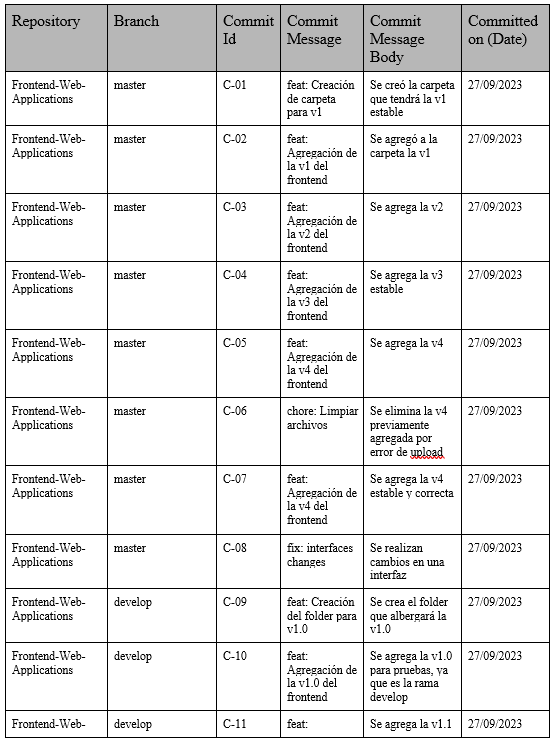 Repository Branch Commit Id Commit Message Commit Message Body Committed on (Date)
Frontend-Web-Applications master C-01 feat: Creación de carpeta para v1 Se creó la carpeta que tendrá la v1 estable 27/09/2023
Frontend-Web-Applications master C-02 feat: Agregación de la v1 del frontend Se agregó a la carpeta la v1 27/09/2023
Frontend-Web-Applications master C-03 feat: Agregación de la v2 del frontend Se agrega la v2 27/09/2023
Frontend-Web-Applications master C-04 feat: Agregación de la v3 del frontend Se agrega la v3 estable 27/09/2023
Frontend-Web-Applications master C-05 feat: Agregación de la v4 del frontend Se agrega la v4 27/09/2023
Frontend-Web-Applications master C-06 chore: Limpiar archivos Se elimina la v4 previamente agregada por error de upload 27/09/2023
Frontend-Web-Applications master C-07 feat: Agregación de la v4 del frontend Se agrega la v4 estable y correcta 27/09/2023
Frontend-Web-Applications master C-08 fix: interfaces changes Se realizan cambios en una interfaz 27/09/2023
Frontend-Web-Applications develop C-09 feat: Creación del folder para v1.0 Se crea el folder que albergará la v1.0 27/09/2023
Frontend-Web-Applications develop C-10 feat: Agregación de la v1.0 del frontend Se agrega la v1.0 para pruebas, ya que es la rama develop 27/09/2023
Frontend-Web- develop C-11 feat: Se agrega la v1.1 27/09/2023